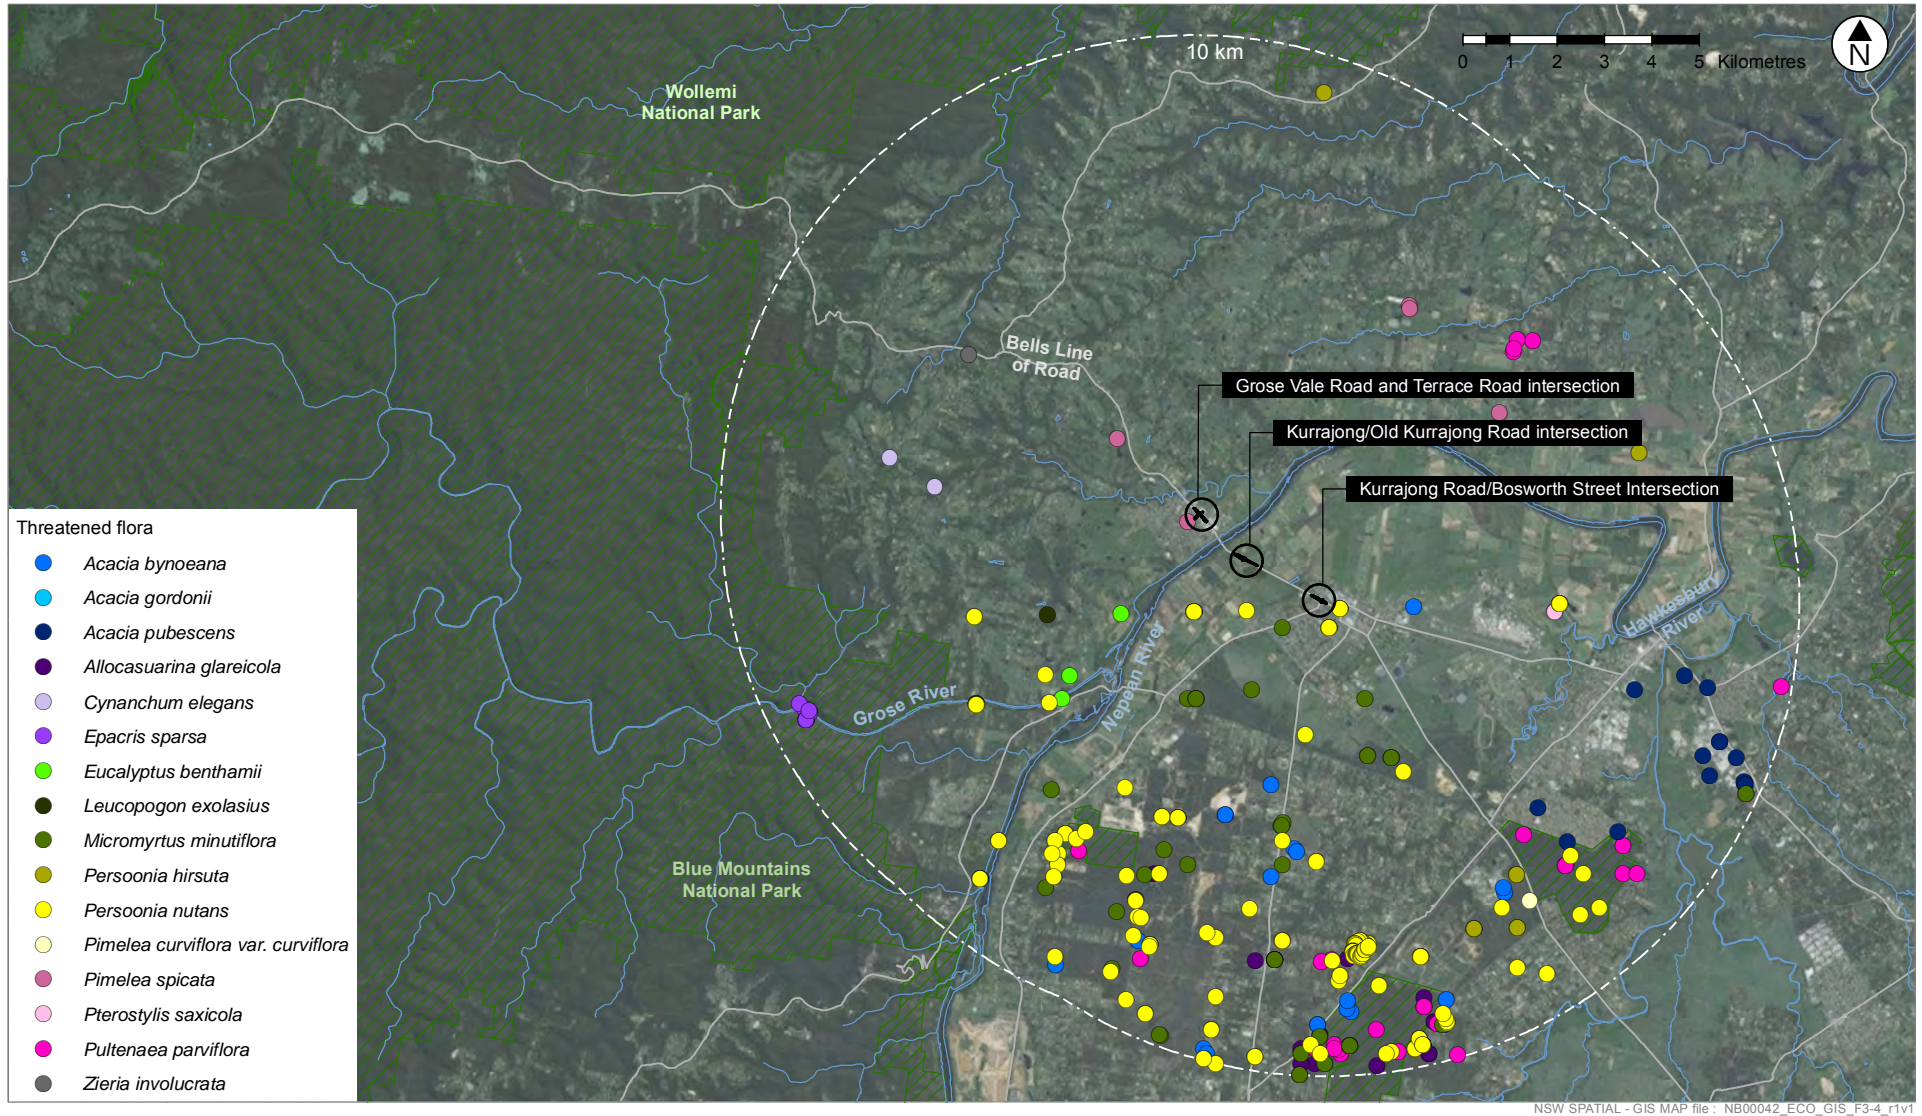 10 km
0 1 2 3 4 5 Kilometres
N
Wollemi
National Park
Bells Line
of Road
Grose Vale Road and Terrace Road intersection
Kurrajong/Old Kurrajong Road intersection
Kurrajong Road/Bosworth Street Intersection
Hawkesbury
River
Nepean River
Grose River
Blue Mountains
National Park
Threatened flora
Acacia bynoeana
Acacia gordonii
Acacia pubescens
Allocasuarina glareicola
Cynanchum elegans
Epacris sparsa
Eucalyptus benthamii
Leucopogon exolasius
Micromyrtus minutiflora
Persoonia hirsuta
Persoonia nutans
Pimelea curviflora var. curviflora
Pimelea spicata
Pterostylis saxicola
Pultenaea parviflora
Zieria involucrata
NSW SPATIAL - GIS MAP file : NB00042_ECO_GIS_F3-4_r1v1